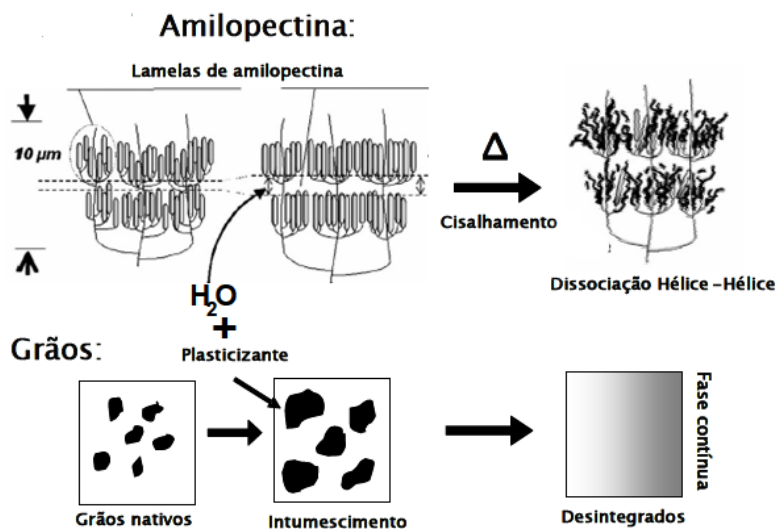 Amilopectina:
Lamelas de amilopectina
10 µm
Δ
Cisalhamento
Dissociação Hélice -Hélice
H2O
+
Plasticizante
Grãos:
Fase contínua
Grãos nativos
Intumescimento
Desintegrados